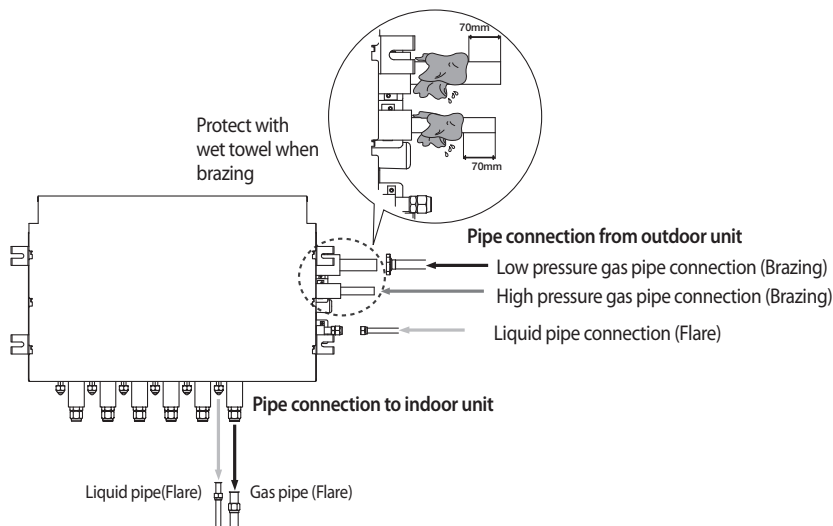 70mm
Protect with
wet towel when
brazing
70mm
Pipe connection from outdoor unit
Low pressure gas pipe connection (Brazing)
High pressure gas pipe connection (Brazing)
Liquid pipe connection (Flare)
Pipe connection to indoor unit
Liquid pipe(Flare)
Gas pipe (Flare)